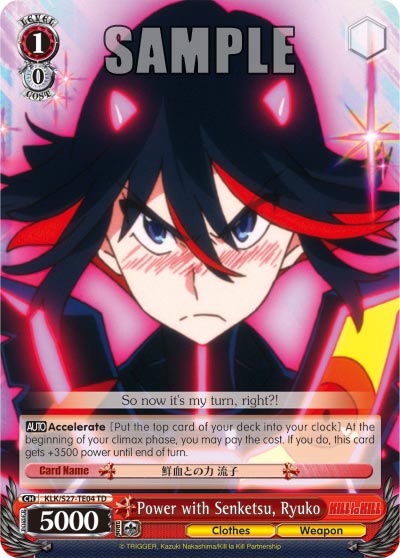 LEVEL
1
0
COST
SAMPLE
So now it's my turn, right?!
AUTO Accelerate [Put the top card of your deck into your clock] At the
beginning of your climax phase, you may pay the cost. If you do, this card
gets +3500 power until end of turn.
Card Name 鮮血との力 流子
CH KLK/S27-TE04 TD
Power with Senketsu, Ryuko KILL la KILL
5000
Clothes Weapon
© TRIGGER, Kazuki Nakashima/Kill la Kill Partnership